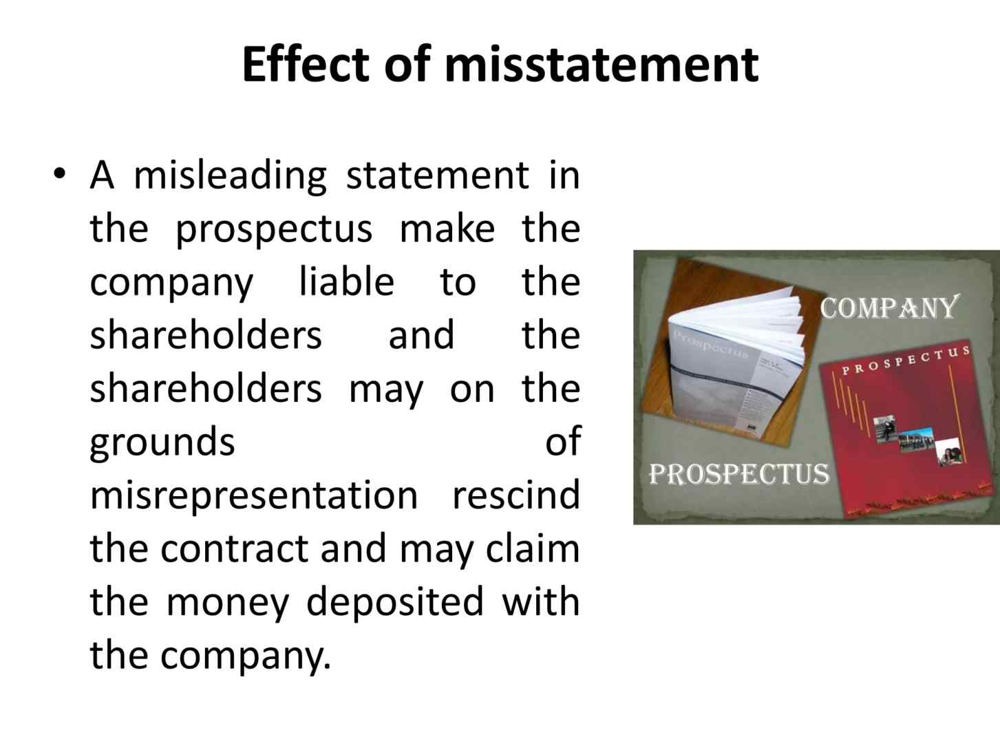 Effect of misstatement
• A misleading statement in
the prospectus make the
company liable to the
shareholders and the
shareholders may on the
grounds of
misrepresentation rescind
the contract and may claim
the money deposited with
the company.
COMPANY
Prospectus
PROSPECTUS
PROSPECTUS